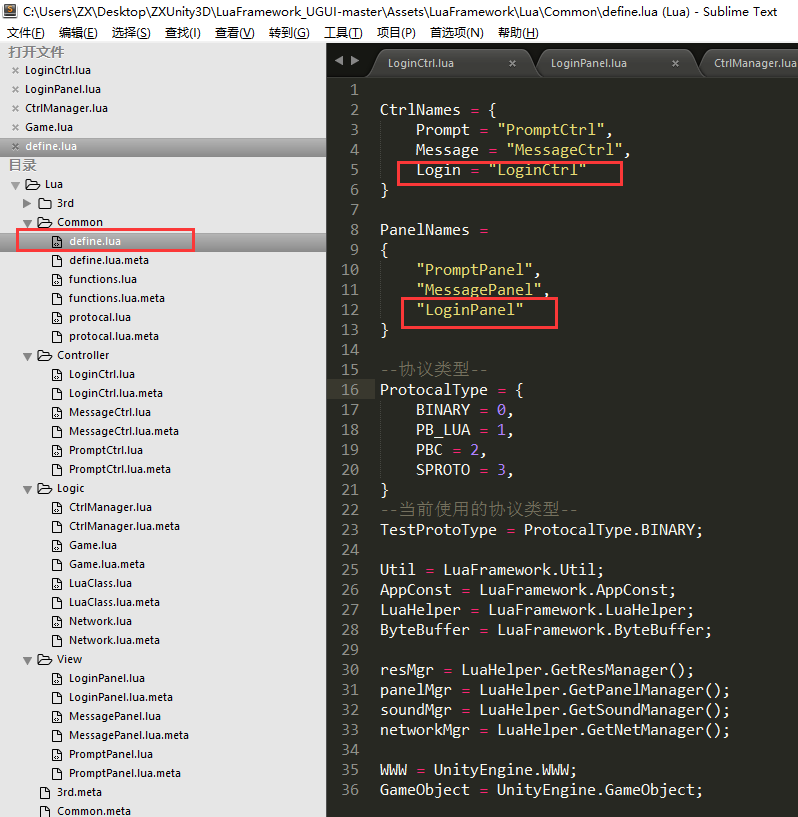 C:\Users\ZX\Desktop\ZXUnity3D\LuaFramework_UGUI-master\Assets\LuaFramework\Lua\Common\define.lua (Lua) - Sublime Text
文件(F) 编辑(E) 选择(S) 查找(I) 查看(V) 转到(G) 工具(T) 项目(P) 首选项(N) 帮助(H)
打开文件
LoginCtrl.lua
LoginPanel.lua
CtrlManager.lua
Game.lua
define.lua
目录
Lua
3rd
Common
define.lua
define.lua.meta
functions.lua
functions.lua.meta
protocal.lua
protocal.lua.meta
Controller
LoginCtrl.lua
LoginCtrl.lua.meta
MessageCtrl.lua
MessageCtrl.lua.meta
PromptCtrl.lua
PromptCtrl.lua.meta
Logic
CtrlManager.lua
CtrlManager.lua.meta
Game.lua
Game.lua.meta
LuaClass.lua
LuaClass.lua.meta
Network.lua
Network.lua.meta
View
LoginPanel.lua
LoginPanel.lua.meta
MessagePanel.lua
MessagePanel.lua.meta
PromptPanel.lua
PromptPanel.lua.meta
3rd.meta
Common.meta
LoginCtrl.lua LoginPanel.lua CtrlManager.lua
1
2 CtrlNames = {
3 Prompt = "PromptCtrl",
4 Message = "MessageCtrl",
5 Login = "LoginCtrl"
6 }
7
8 PanelNames =
9 {
10 "PromptPanel",
11 "MessagePanel",
12 "LoginPanel"
13 }
14
15 --协议类型--
16 ProtocalType = {
17 BINARY = 0,
18 PB_LUA = 1,
19 PBC = 2,
20 SPROTO = 3,
21 }
22 --当前使用的协议类型--
23 TestProtoType = ProtocalType.BINARY;
24
25 Util = LuaFramework.Util;
26 AppConst = LuaFramework.AppConst;
27 LuaHelper = LuaFramework.LuaHelper;
28 ByteBuffer = LuaFramework.ByteBuffer;
29
30 resMgr = LuaHelper.GetResManager();
31 panelMgr = LuaHelper.GetPanelManager();
32 soundMgr = LuaHelper.GetSoundManager();
33 networkMgr = LuaHelper.GetNetManager();
34
35 WWW = UnityEngine.WWW;
36 GameObject = UnityEngine.GameObject;